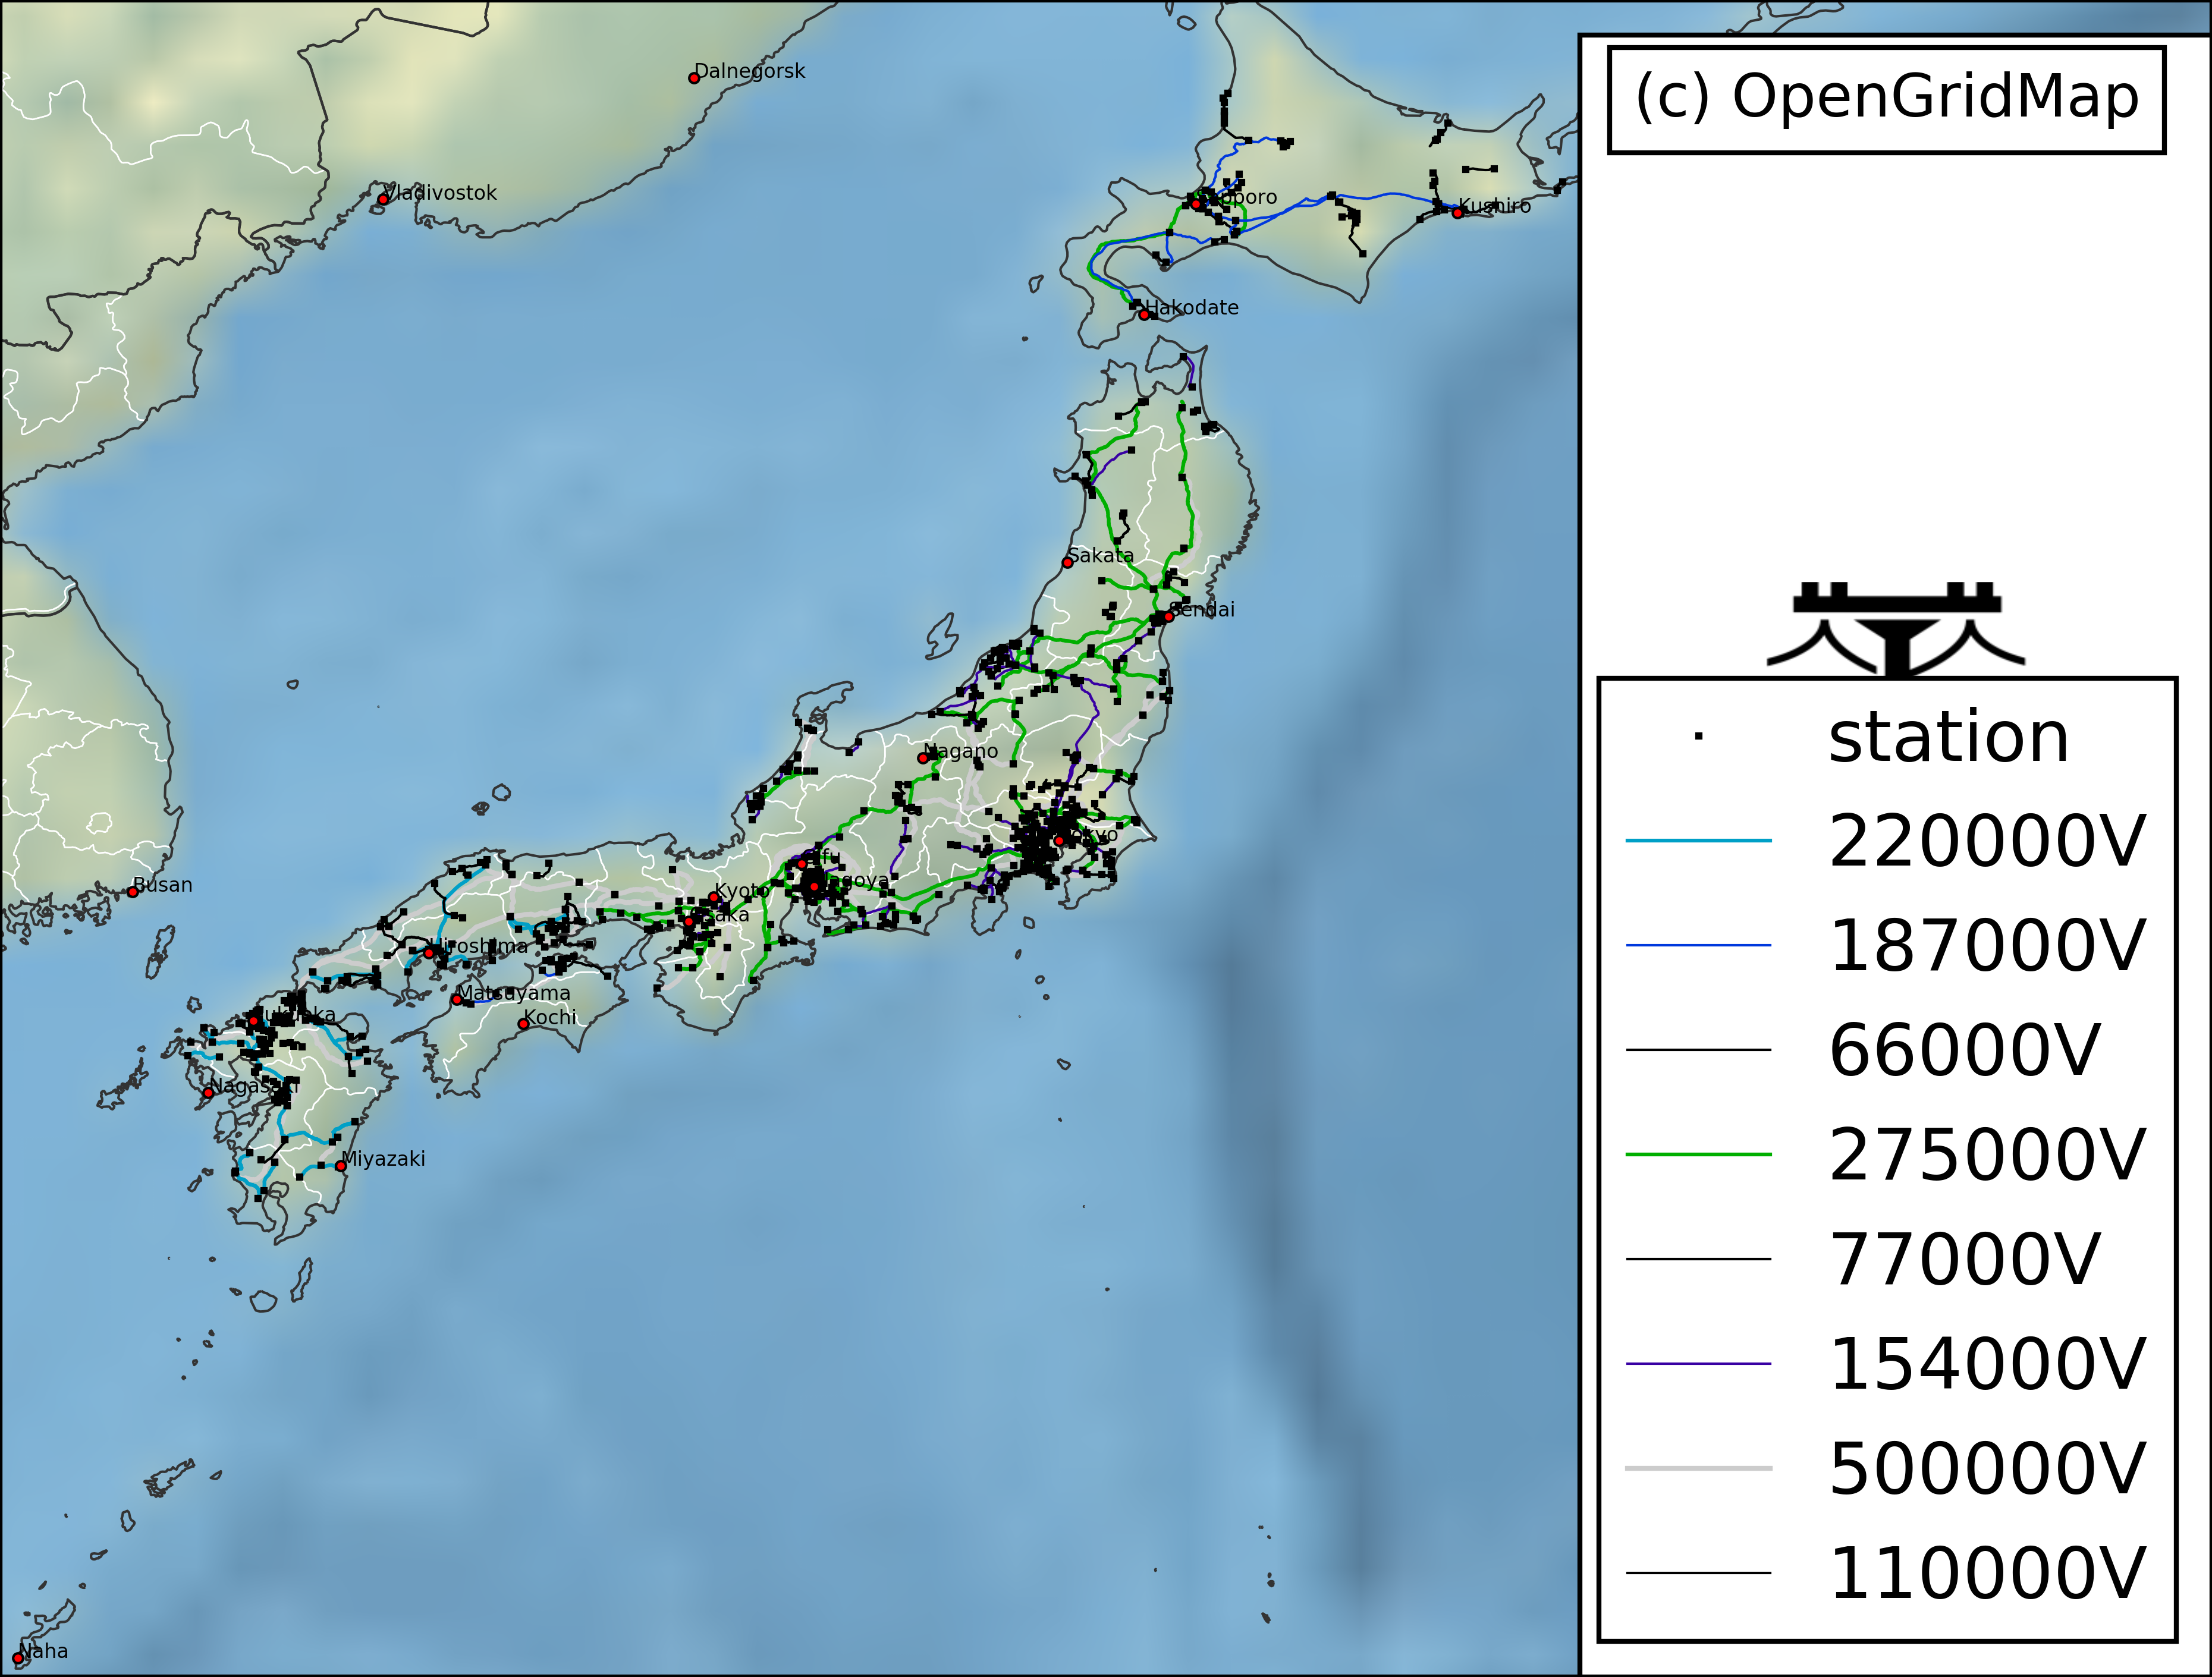 Dalnegorsk
(c) OpenGridMap
Vladivostok
Sapporo
Kushiro
Hakodate
Sakata
Sendai
station
Nagano
220000V
Tokyo
Gifu
Nagoya
Busan
Kyoto
Osaka
187000V
Hiroshima
Matsuyama
Kochi
Fukuoka
66000V
Nagasaki
275000V
Miyazaki
77000V
154000V
500000V
110000V
Naha